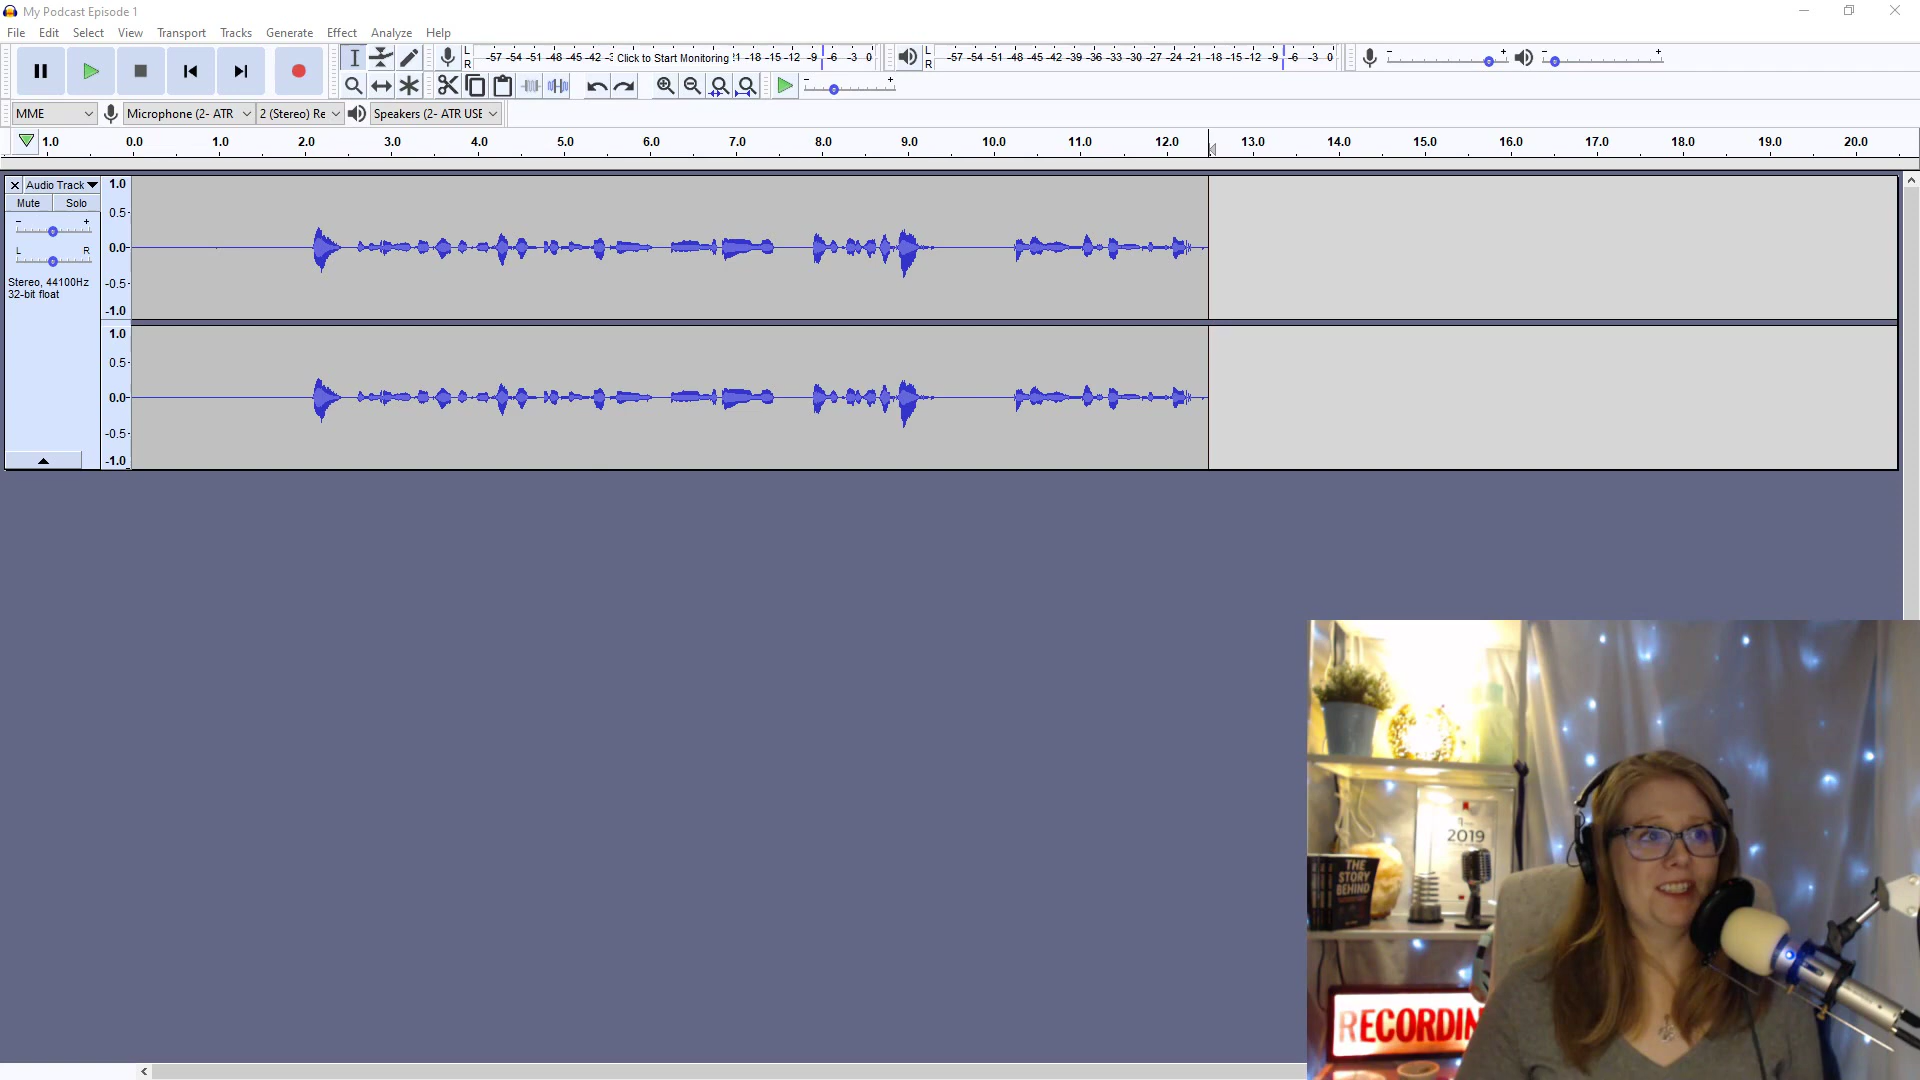 My Podcast Episode 1
File Edit Select View Transport Tracks Generate Effect Analyze Help
L -57 -54 -51 -48 -45 -42 -3 Click to Start Monitoring !1 -18 -15 -12 -9 -6 -3 0 L -57 -54 -51 -48 -45 -42 -39 -36 -33 -30 -27 -24 -21 -18 -15 -12 -9 -6 -3 0 - + - +
R R
- +
MME Microphone (2- ATR 2 (Stereo) Re Speakers (2- ATR USE
1.0 0.0 1.0 2.0 3.0 4.0 5.0 6.0 7.0 8.0 9.0 10.0 11.0 12.0 13.0 14.0 15.0 16.0 17.0 18.0 19.0 20.0
Audio Track 1.0
Mute Solo 0.5
- +
0.0
L R
Stereo, 44100Hz -0.5
32-bit float
-1.0
1.0
0.5
0.0
-0.5
-1.0
2019
THE
STORY
BEHIND
RECORDIN